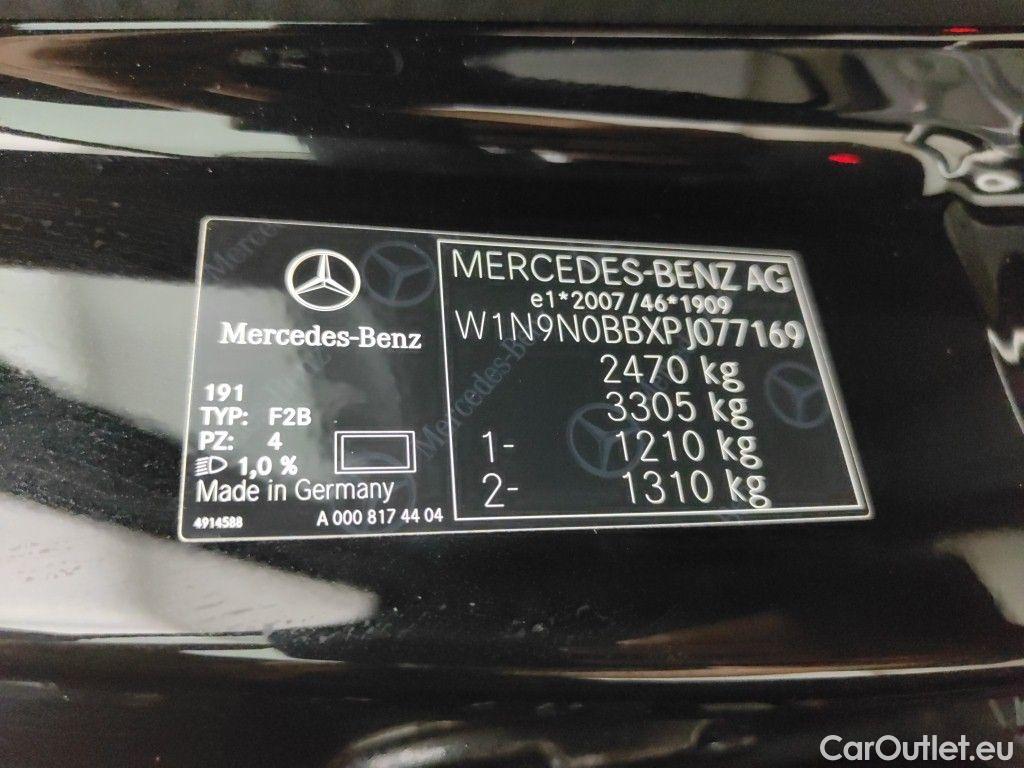 Mercedes-Benz
191
TYP: F2B
PZ: 4
1,0 %
Made in Germany
4914588
A 000 817 44 04
MERCEDES-BENZ AG
e1*2007/46*1909
W1N9N0BBXPJ077169
2470 kg
3305 kg
1- 1210 kg
2- 1310 kg
CarOutlet.eu